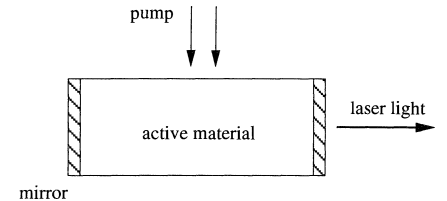 pump
laser light
active material
mirror